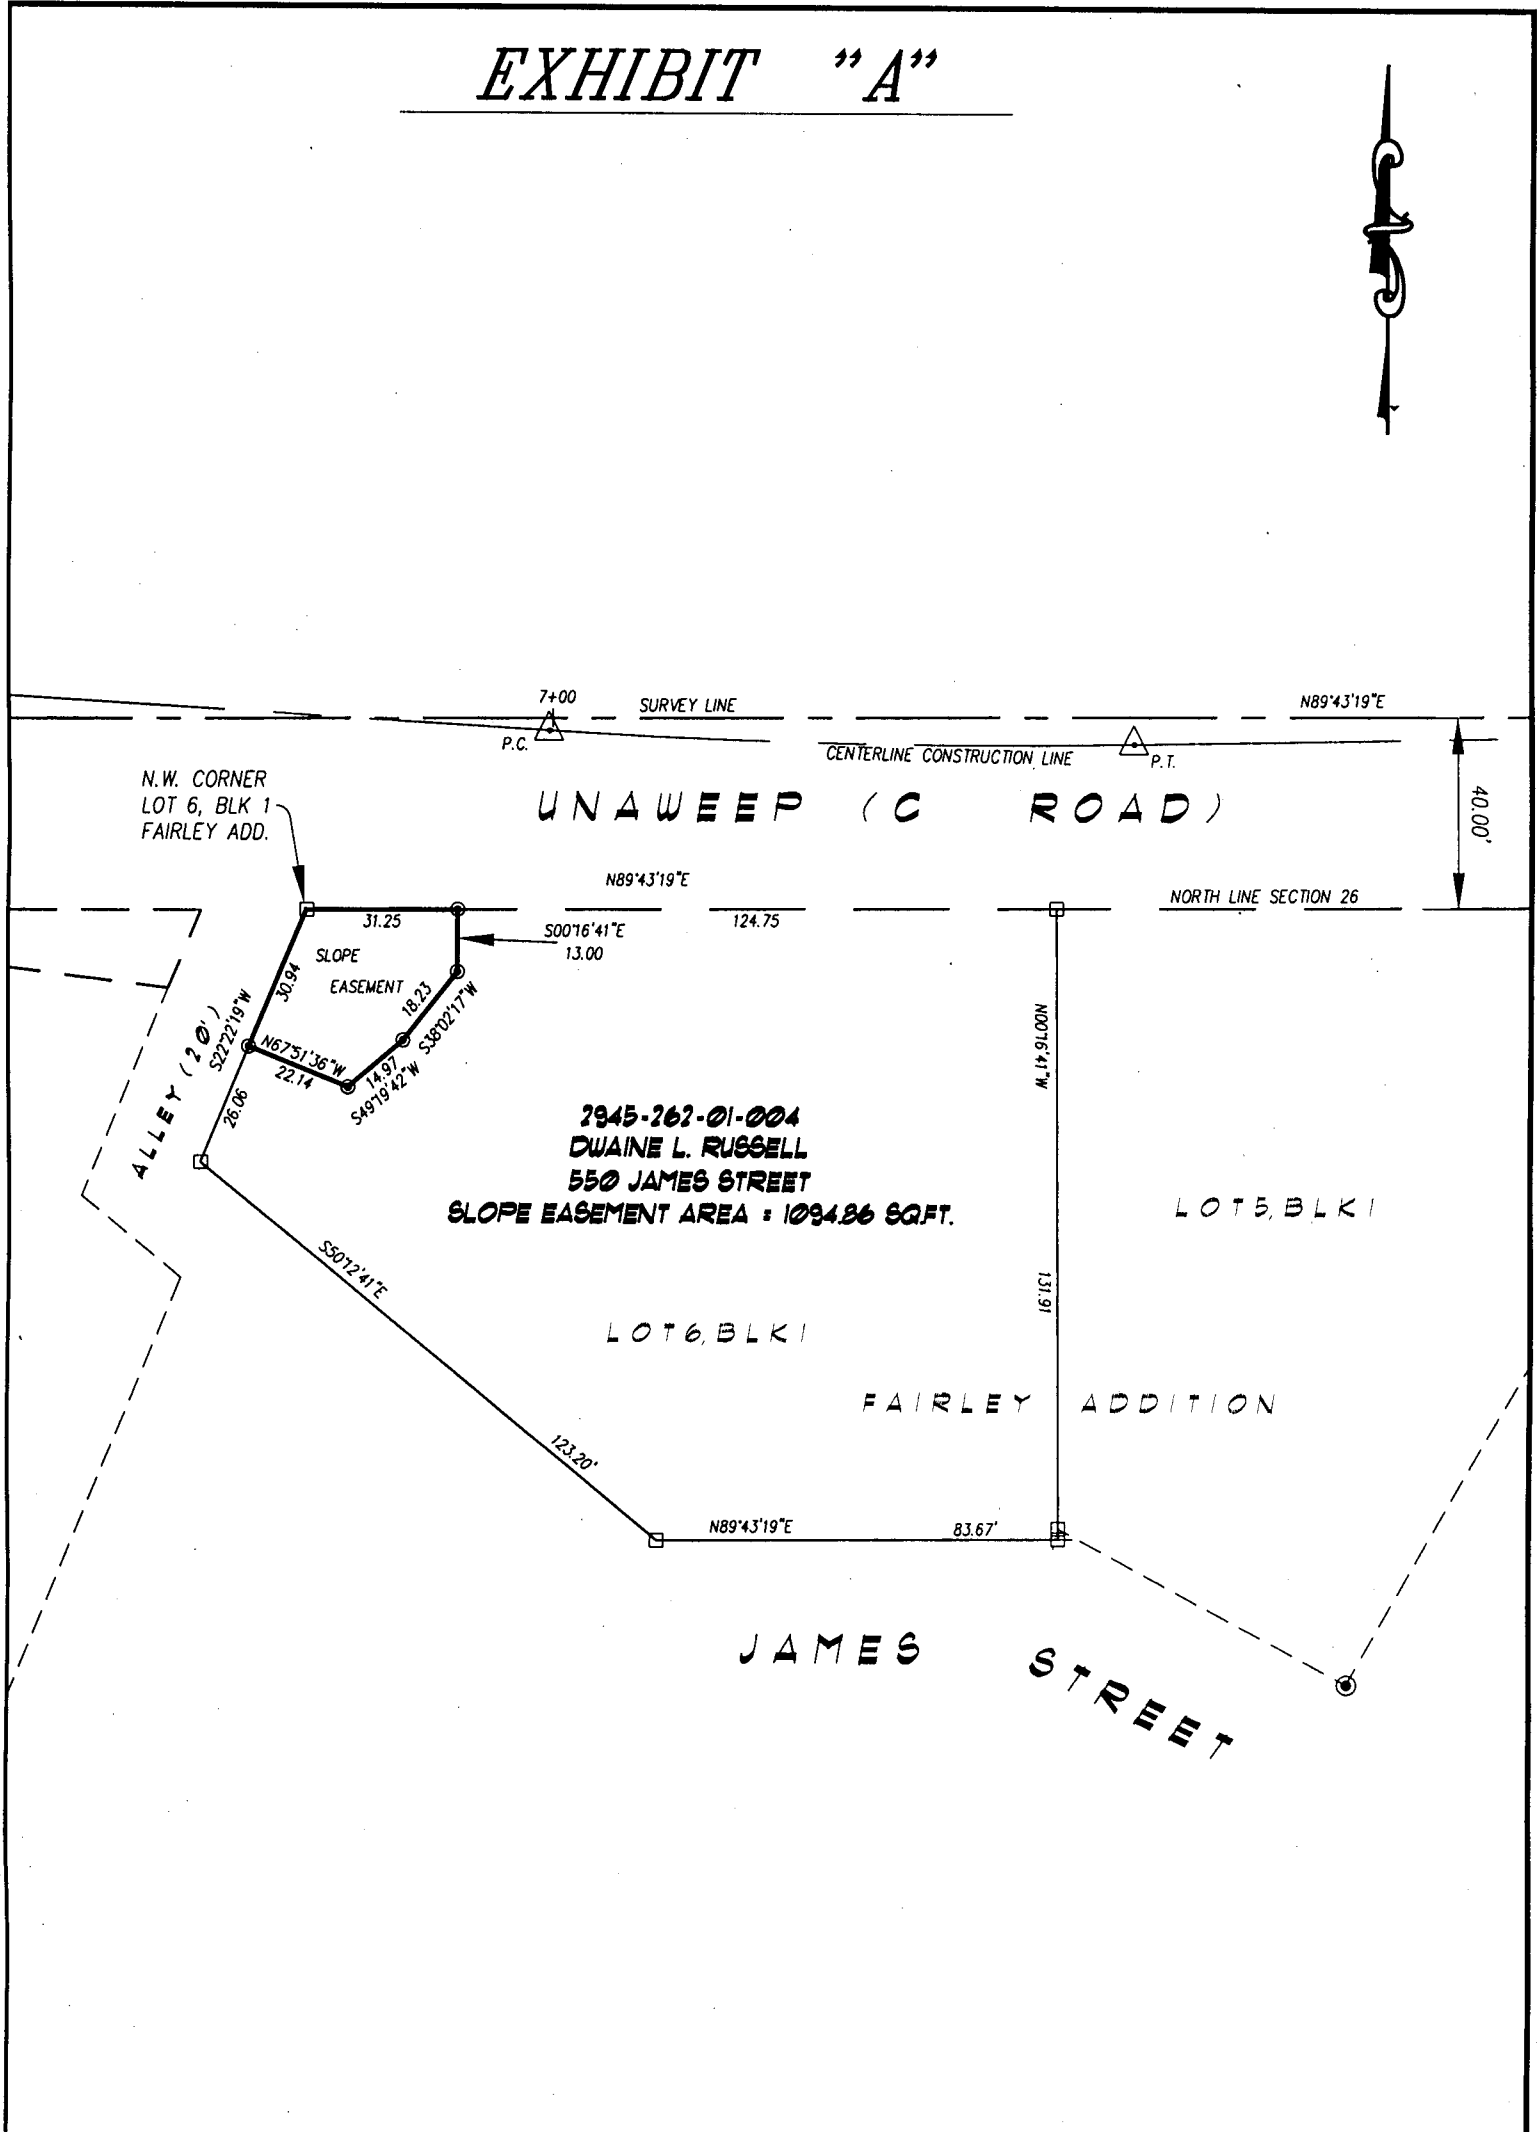 EXHIBIT "A"
7+00
SURVEY LINE
N89°43'19"E
P.C.
CENTERLINE CONSTRUCTION LINE
P.T.
N.W. CORNER
LOT 6, BLK 1
FAIRLEY ADD.
UNAWEEP (C ROAD)
40.00'
N89°43'19"E
NORTH LINE SECTION 26
31.25
124.75
S00°16'41"E
13.00
SLOPE
EASEMENT
30.94
S22°22'19"W
18.23
S38°02'17"W
N67°51'36"W
22.14
14.97
S49°19'42"W
ALLEY (20')
26.06
N00°16'41"W
131.91
2945-262-01-004
DWAINE L. RUSSELL
550 JAMES STREET
SLOPE EASEMENT AREA = 1094.86 SQ.FT.
LOT 5, BLK 1
S50°12'41"E
123.20'
LOT 6, BLK 1
FAIRLEY ADDITION
N89°43'19"E
83.67'
JAMES STREET